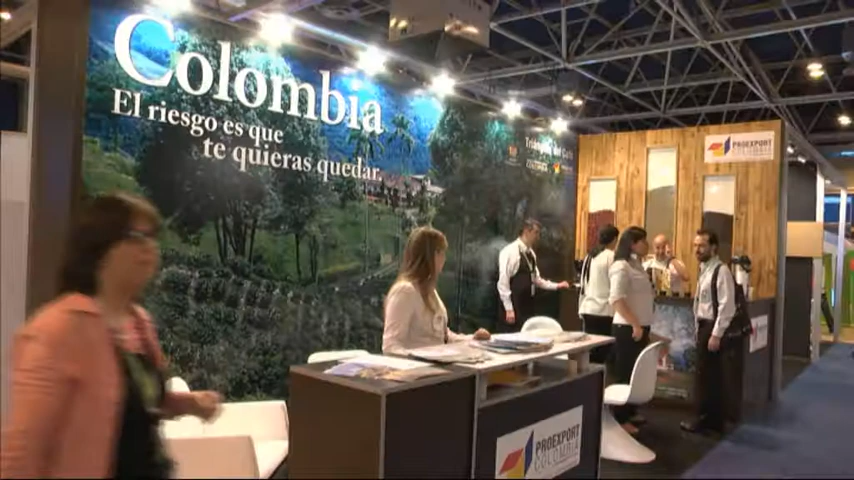 Colombia
El riesgo es que
te quieras quedar.
PROEXPORT
COLOMBIA
PROEXPORT
COLOMBIA